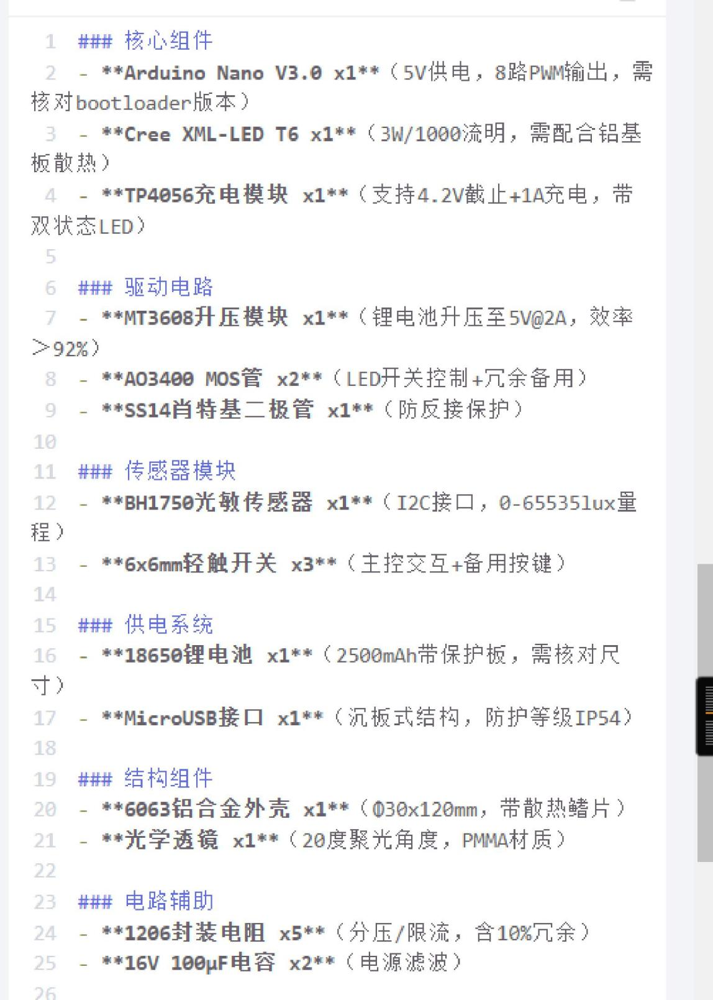 1 ### 核心组件
2 - **Arduino Nano V3.0 x1**（5V供电，8路PWM输出，需
核对bootloader版本）
3 - **Cree XML-LED T6 x1**（3W/1000流明，需配合铝基
板散热）
4 - **TP4056充电模块 x1**（支持4.2V截止+1A充电，带
双状态LED）
5
6 ### 驱动电路
7 - **MT3608升压模块 x1**（锂电池升压至5V@2A，效率
＞92%）
8 - **AO3400 MOS管 x2**（LED开关控制+冗余备用）
9 - **SS14肖特基二极管 x1**（防反接保护）
10
11 ### 传感器模块
12 - **BH1750光敏传感器 x1**（I2C接口，0-65535lux量
程）
13 - **6x6mm轻触开关 x3**（主控交互+备用按键）
14
15 ### 供电系统
16 - **18650锂电池 x1**（2500mAh带保护板，需核对尺
寸）
17 - **MicroUSB接口 x1**（沉板式结构，防护等级IP54）
18
19 ### 结构组件
20 - **6063铝合金外壳 x1**（Φ30x120mm，带散热鳍片）
21 - **光学透镜 x1**（20度聚光角度，PMMA材质）
22
23 ### 电路辅助
24 - **1206封装电阻 x5**（分压/限流，含10%冗余）
25 - **16V 100μF电容 x2**（电源滤波）
26